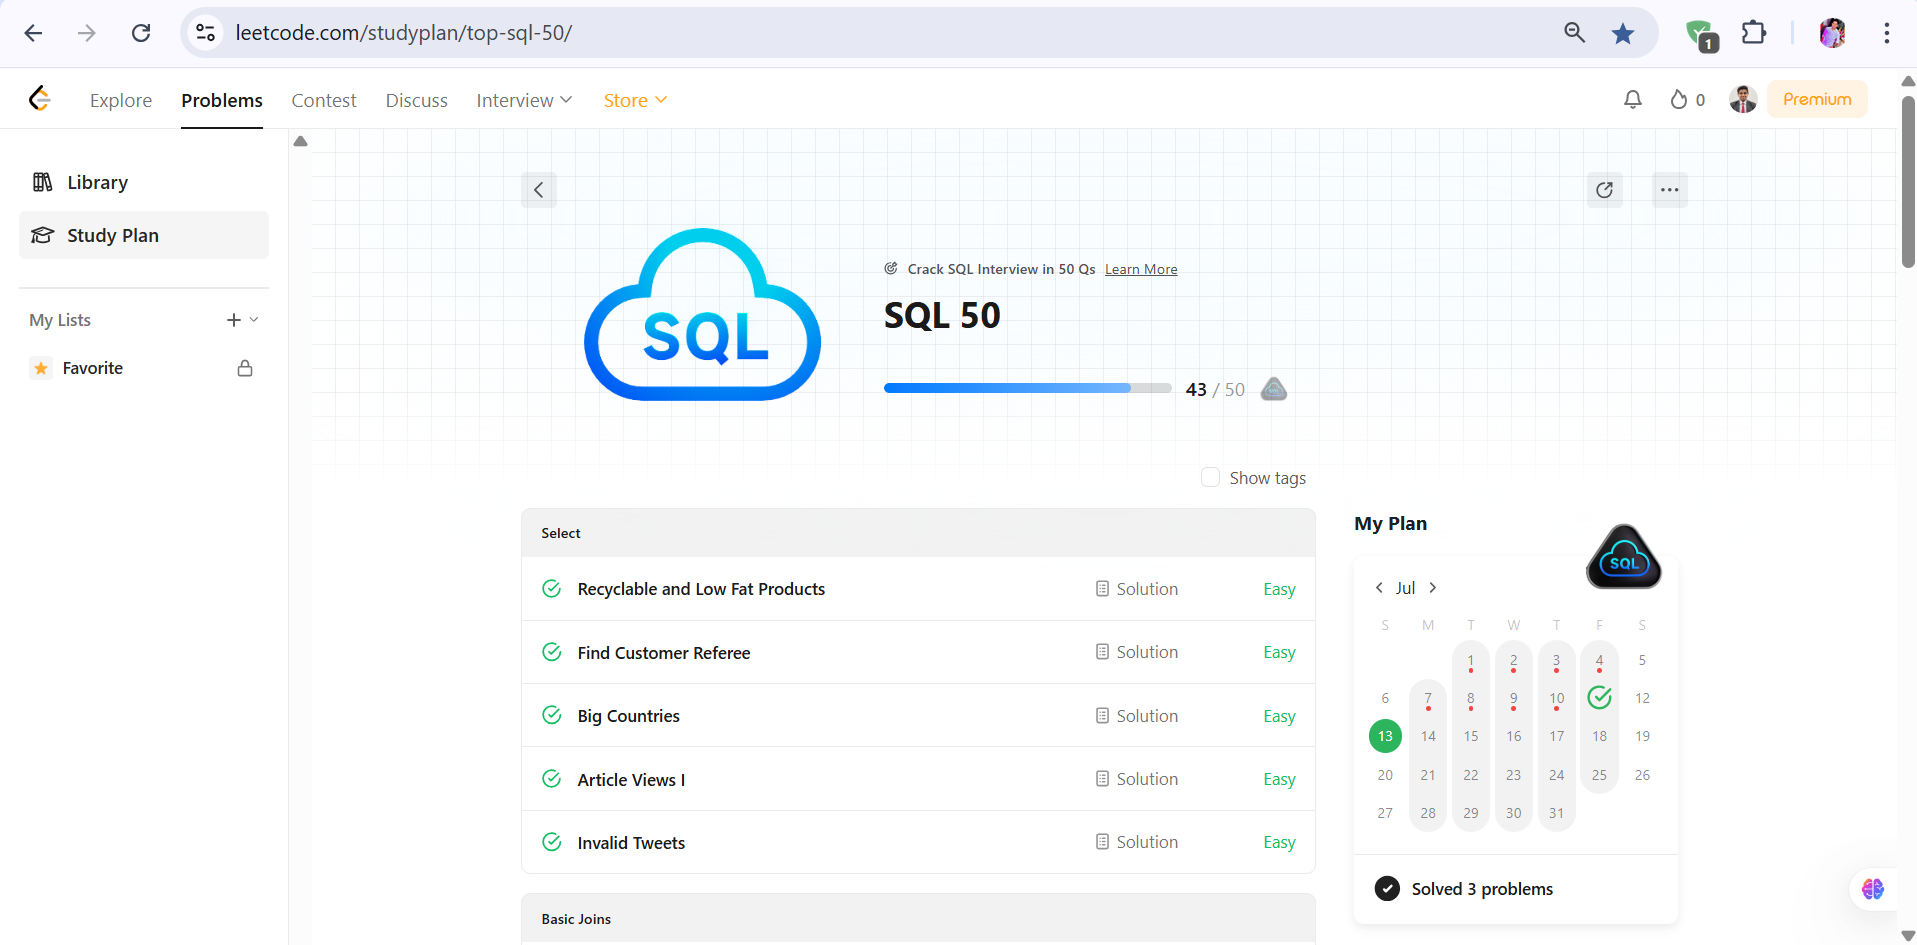 leetcode.com/studyplan/top-sql-50/
1
Explore Problems Contest Discuss Interview Store
0 Premium
Library
Study Plan
My Lists
Favorite
Crack SQL Interview in 50 Qs Learn More
SQL
SQL 50
43 / 50
Show tags
Select
Recyclable and Low Fat Products Solution Easy
Find Customer Referee Solution Easy
Big Countries Solution Easy
Article Views I Solution Easy
Invalid Tweets Solution Easy
Basic Joins
My Plan
SQL
Jul
S M T W T F S
1 2 3 4 5
6 7 8 9 10 12
13 14 15 16 17 18 19
20 21 22 23 24 25 26
27 28 29 30 31
Solved 3 problems